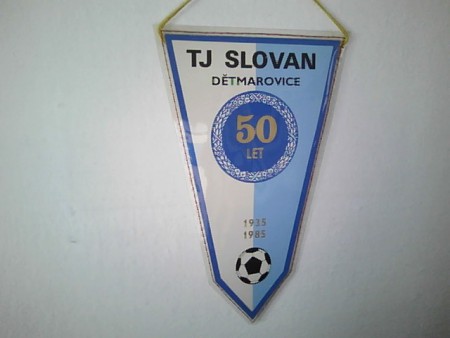 TJ SLOVAN
DĚTMAROVICE
50
LET
1935
1985